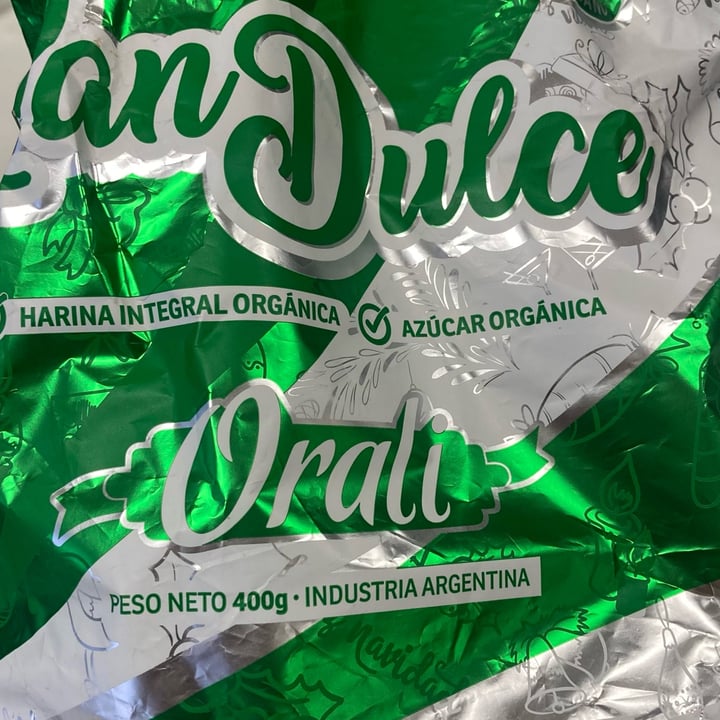 an Dulce
HARINA INTEGRAL ORGÁNICA
AZÚCAR ORGÁNICA
Orali
PESO NETO 400g · INDUSTRIA ARGENTINA